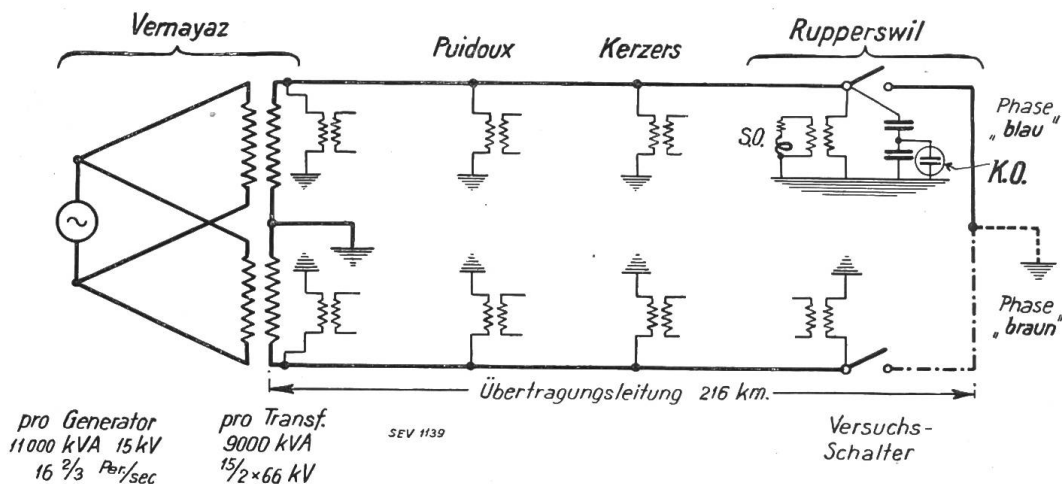 Vernayaz
Puidoux
Kerzers
Rupperswil
S.O.
K.O.
Phase
„blau"
Phase
„braun"
Übertragungsleitung 216 km.
pro Generator
11000 kVA 15 kV
16 2/3 Per./sec
pro Transf.
9000 kVA
15/2×66 kV
SEV 1139
Versuchs-
Schalter